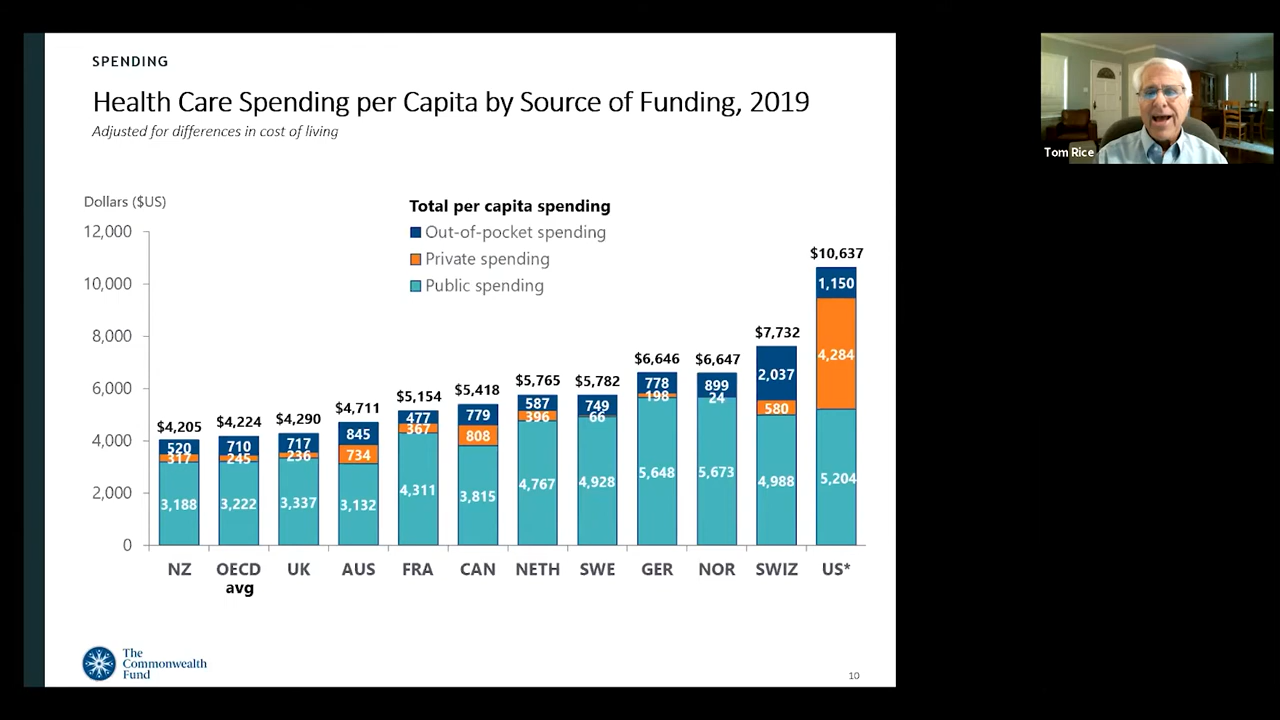 SPENDING
Health Care Spending per Capita by Source of Funding, 2019
Adjusted for differences in cost of living
Tom Rice
Dollars ($US)
Total per capita spending
Out-of-pocket spending
Private spending
Public spending
12,000
10,000
8,000
6,000
4,000
2,000
0
$4,205
520
317
3,188
NZ
$4,224
710
245
3,222
OECD
avg
$4,290
717
236
3,337
UK
$4,711
845
734
3,132
AUS
$5,154
477
367
4,311
FRA
$5,418
779
808
3,815
CAN
$5,765
587
396
4,767
NETH
$5,782
749
66
4,928
SWE
$6,646
778
198
5,648
GER
$6,647
899
24
5,673
NOR
$7,732
2,037
580
4,988
SWIZ
$10,637
1,150
4,284
5,204
US*
The
Commonwealth
Fund
10